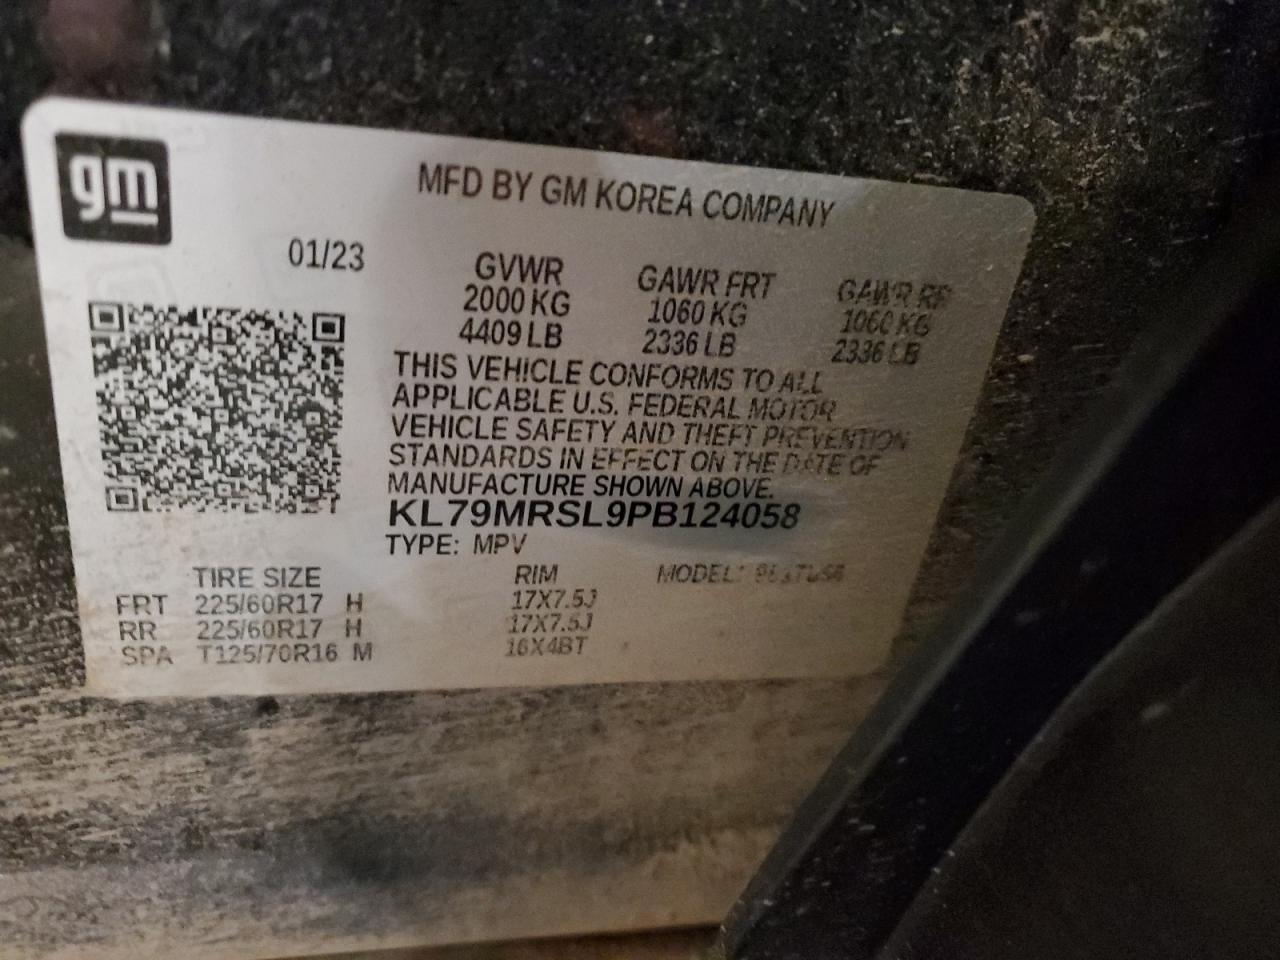 gm
MFD BY GM KOREA COMPANY
01/23
GVWR GAWR FRT GAWR RR
2000 KG 1060 KG 1060 KG
4409 LB 2336 LB 2336 LB
THIS VEHICLE CONFORMS TO ALL
APPLICABLE U.S. FEDERAL MOTOR
VEHICLE SAFETY AND THEFT PREVENTION
STANDARDS IN EFFECT ON THE DATE OF
MANUFACTURE SHOWN ABOVE.
KL79MRSL9PB124058
TYPE: MPV
MODEL:
TIRE SIZE RIM
FRT 225/60R17 H 17X7.5J
RR 225/60R17 H 17X7.5J
SPA T125/70R16 M 16X4BT